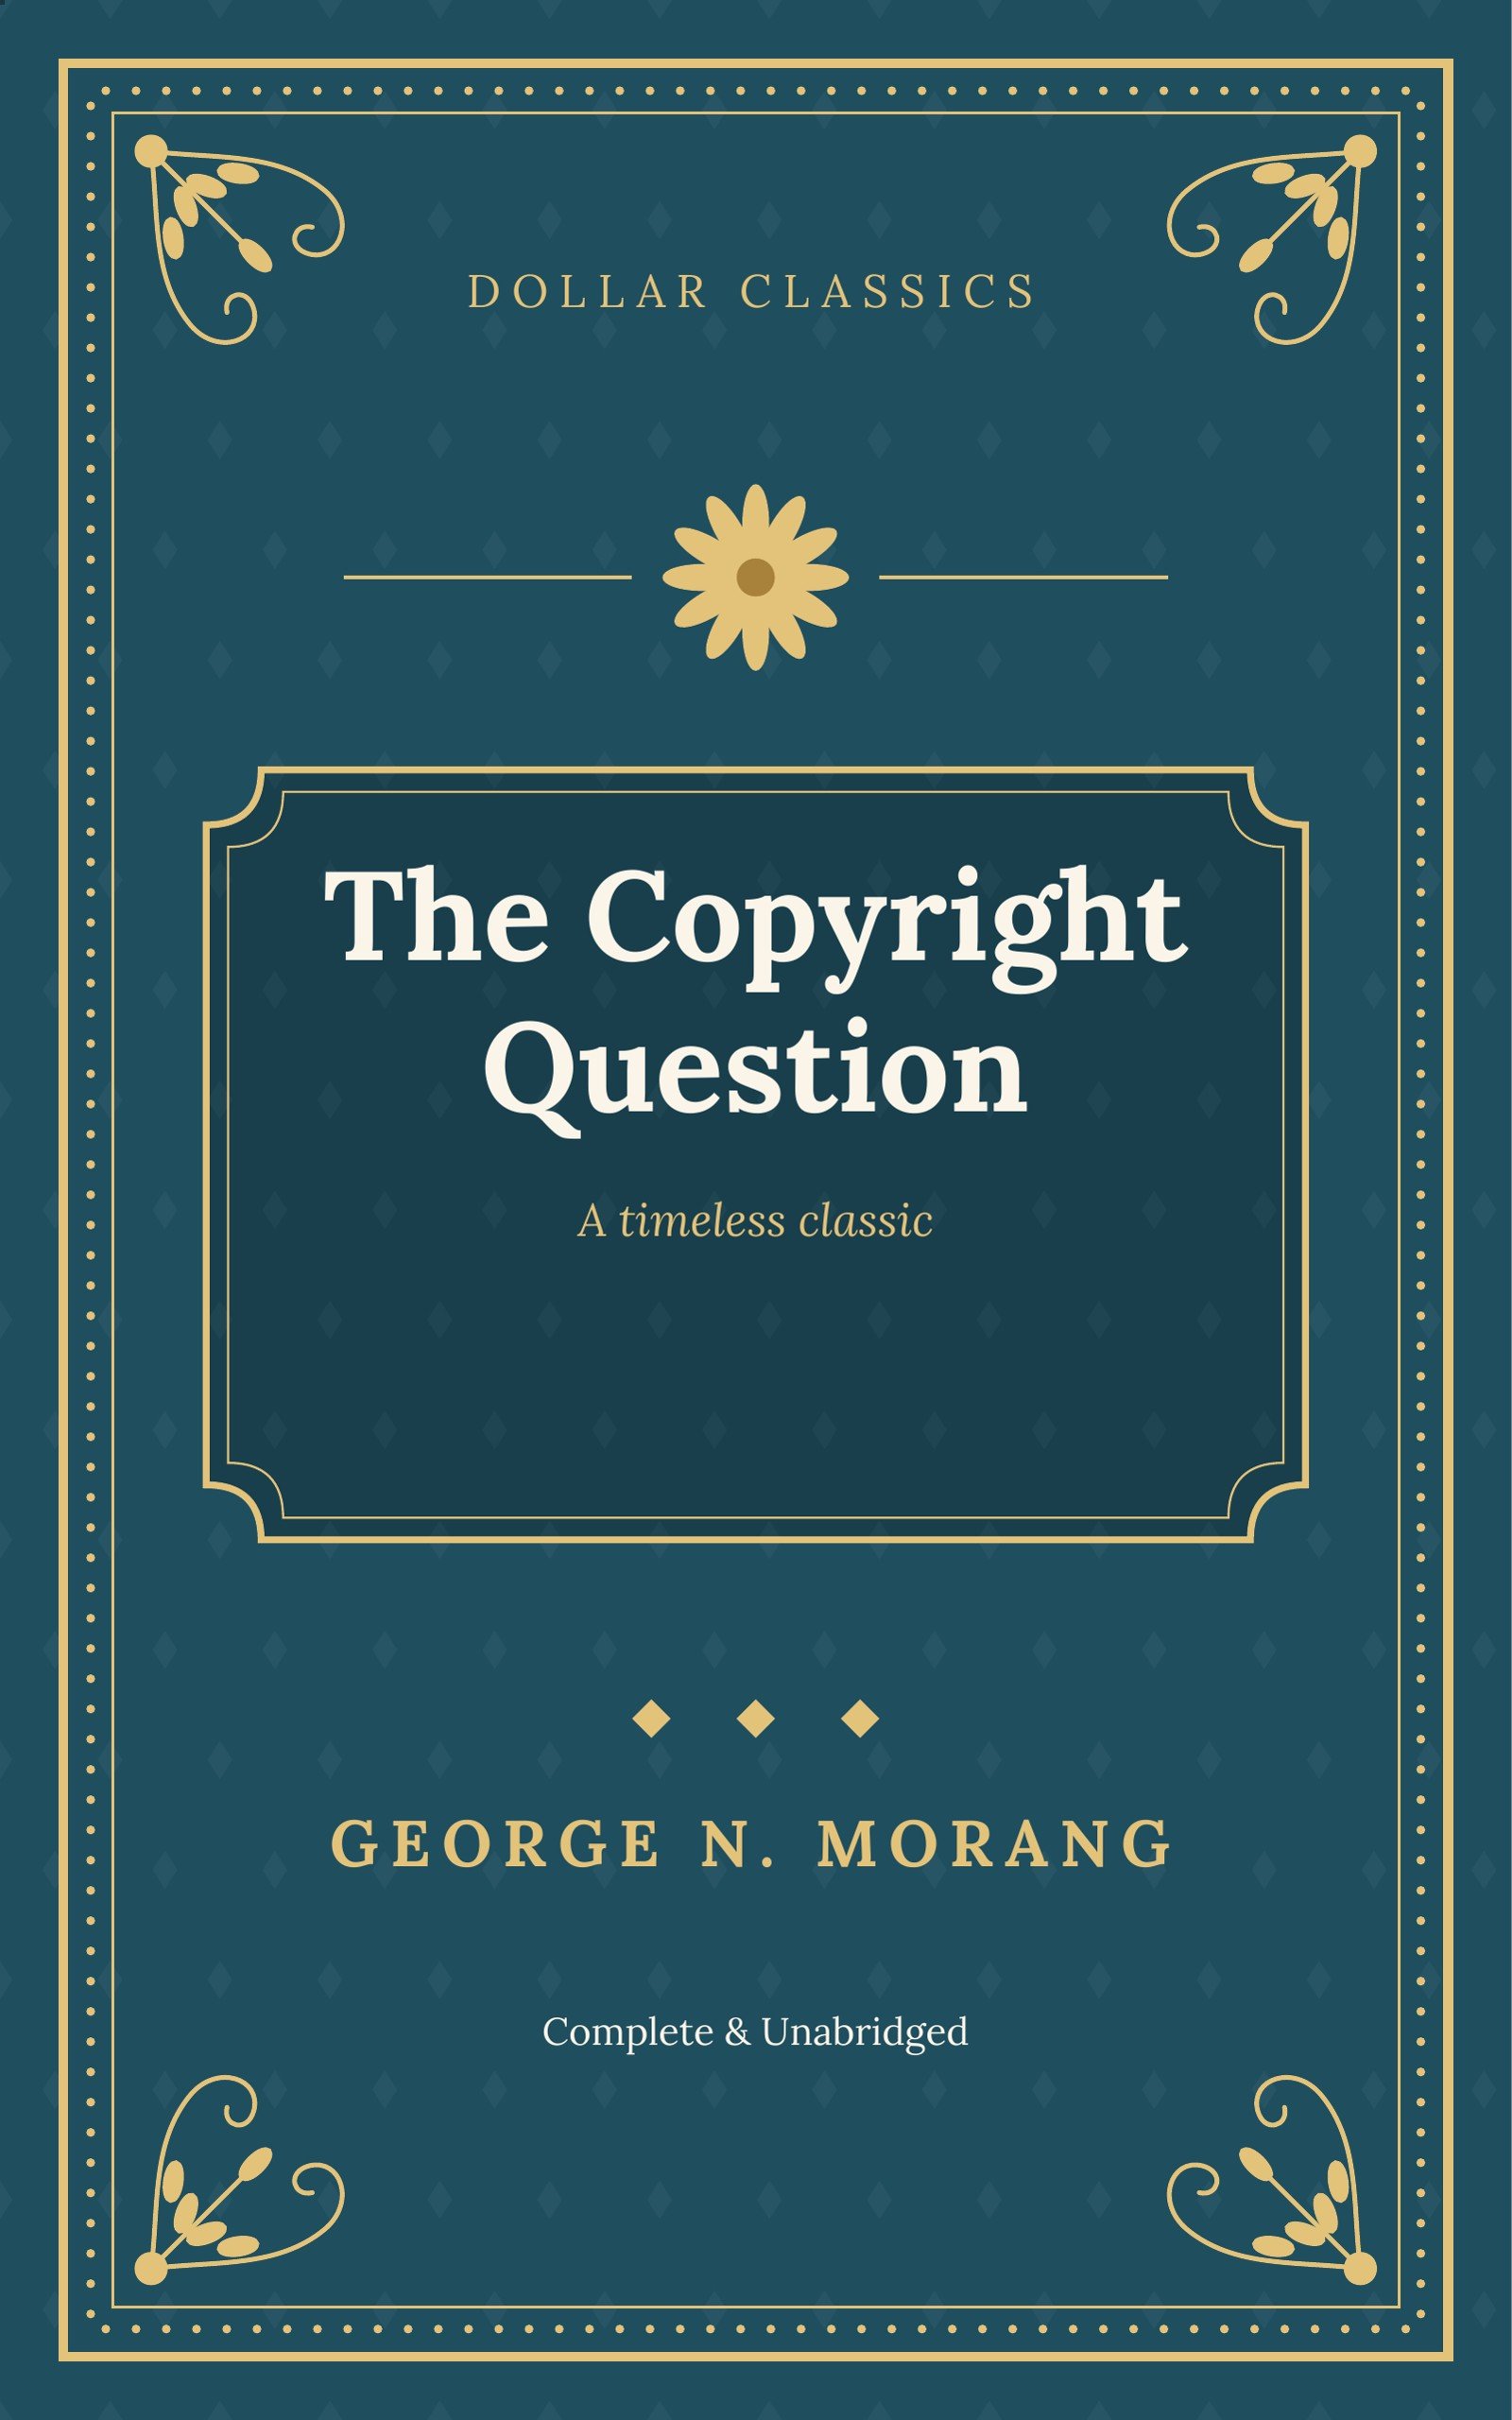 DOLLAR CLASSICS
The Copyright
Question
A timeless classic
GEORGE N. MORANG
Complete & Unabridged